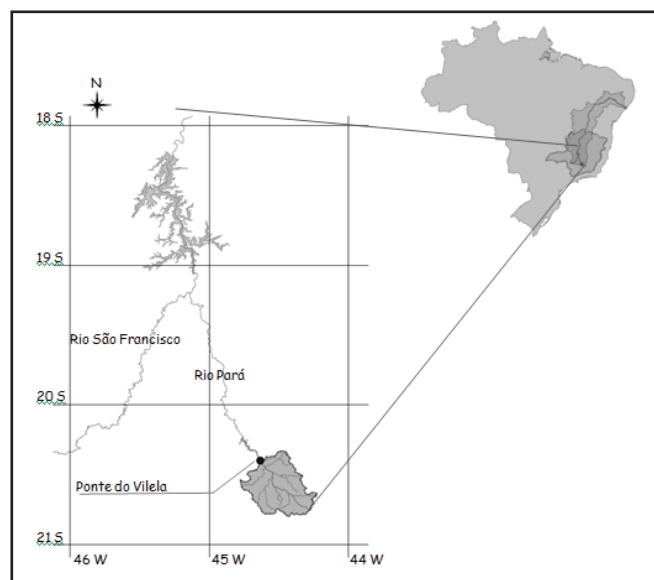 N
18 S
19 S
Rio São Francisco
Rio Pará
20 S
Ponte do Vilela
21 S
46 W
45 W
44 W